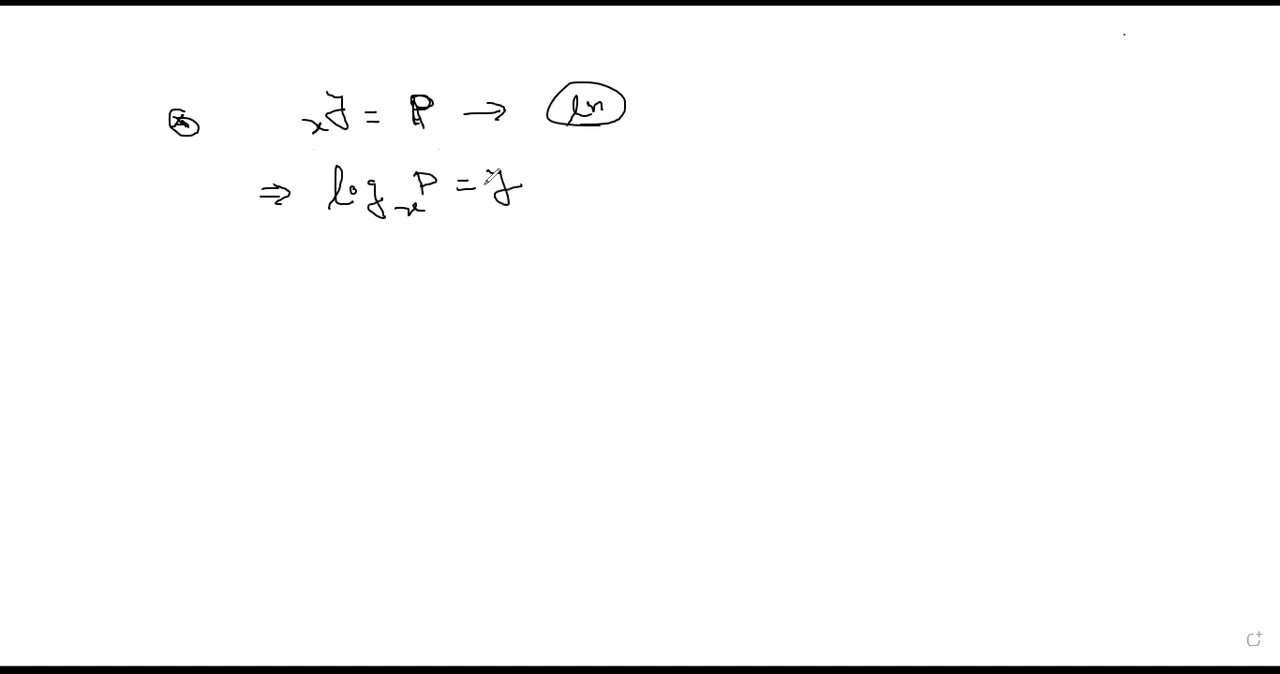 x^y = P → ln
⇒ log_x P = y